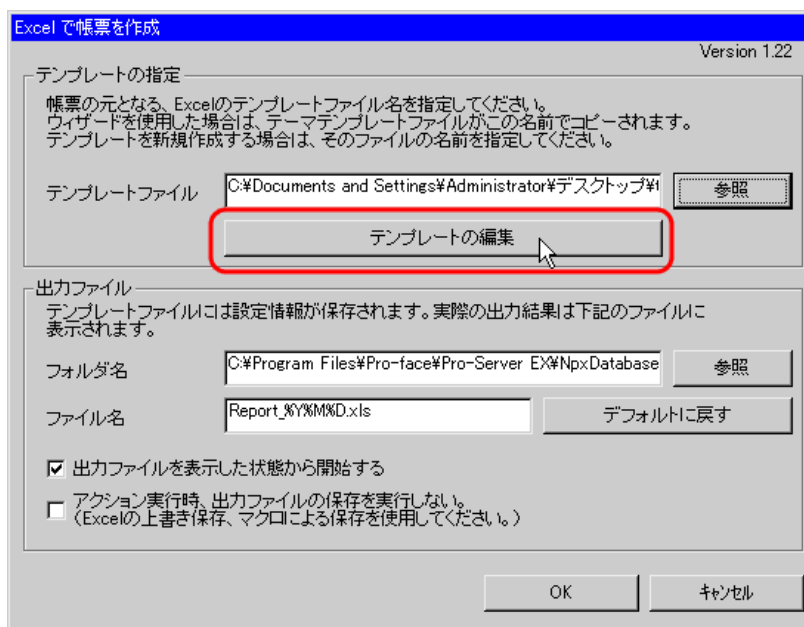 Excel で帳票を作成
Version 1.22
テンプレートの指定
帳票の元となる、Excelのテンプレートファイル名を指定してください。
ウィザードを使用した場合は、テーマテンプレートファイルがこの名前でコピーされます。
テンプレートを新規作成する場合は、そのファイルの名前を指定してください。
テンプレートファイル
C:¥Documents and Settings¥Administrator¥デスクトップ¥t
参照
テンプレートの編集
出力ファイル
テンプレートファイルには設定情報が保存されます。実際の出力結果は下記のファイルに
表示されます。
フォルダ名
C:¥Program Files¥Pro-face¥Pro-Server EX¥NpxDatabase
参照
ファイル名
Report_%Y%M%D.xls
デフォルトに戻す
出力ファイルを表示した状態から開始する
アクション実行時、出力ファイルの保存を実行しない。
(Excelの上書き保存、マクロによる保存を使用してください。)
OK
キャンセル